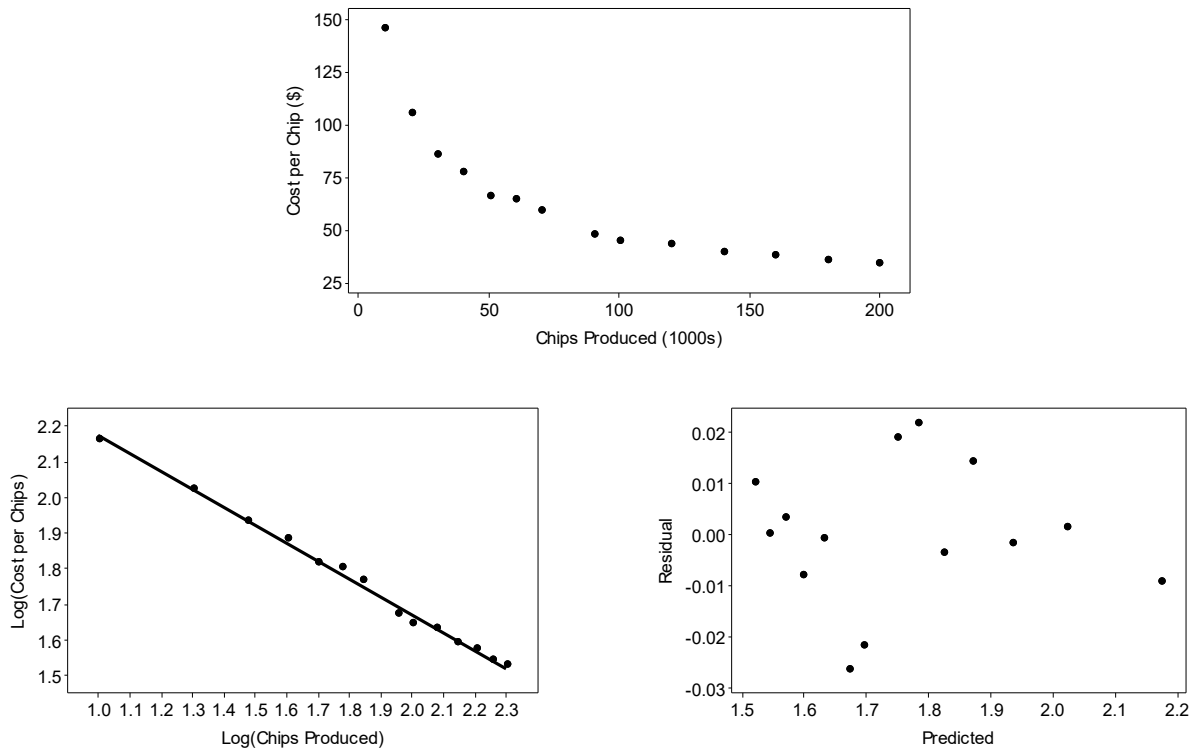 150
125
100
75
50
25
Cost per Chip ($)
0 50 100 150 200
Chips Produced (1000s)
2.2
2.1
2.0
1.9
1.8
1.7
1.6
1.5
Log(Cost per Chips)
1.0 1.1 1.2 1.3 1.4 1.5 1.6 1.7 1.8 1.9 2.0 2.1 2.2 2.3
Log(Chips Produced)
0.02
0.01
0.00
-0.01
-0.02
-0.03
Residual
1.5 1.6 1.7 1.8 1.9 2.0 2.1 2.2
Predicted